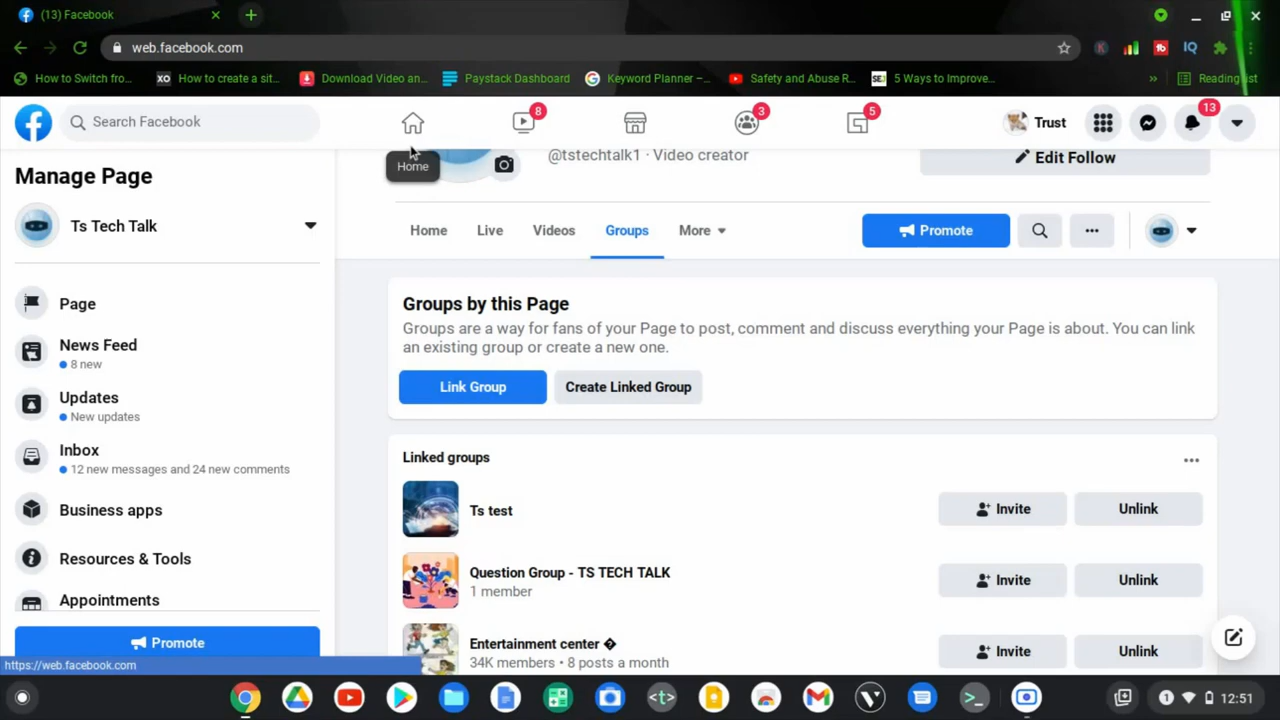 (13) Facebook
web.facebook.com
How to Switch fro...
XO How to create a sit...
Download Video an...
Paystack Dashboard
Keyword Planner –...
Safety and Abuse R...
5 Ways to Improve...
»
Reading list
Search Facebook
8
3
5
Trust
13
Home
Manage Page
Ts Tech Talk
Page
News Feed
8 new
Updates
New updates
Inbox
12 new messages and 24 new comments
Business apps
Resources & Tools
Appointments
Promote
https://web.facebook.com
@tstechtalk1 · Video creator
Edit Follow
Home
Live
Videos
Groups
More
Promote
Groups by this Page
Groups are a way for fans of your Page to post, comment and discuss everything your Page is about. You can link
an existing group or create a new one.
Link Group
Create Linked Group
Linked groups
Ts test
Invite
Unlink
Question Group - TS TECH TALK
1 member
Invite
Unlink
Entertainment center �
34K members • 8 posts a month
Invite
Unlink
1
12:51